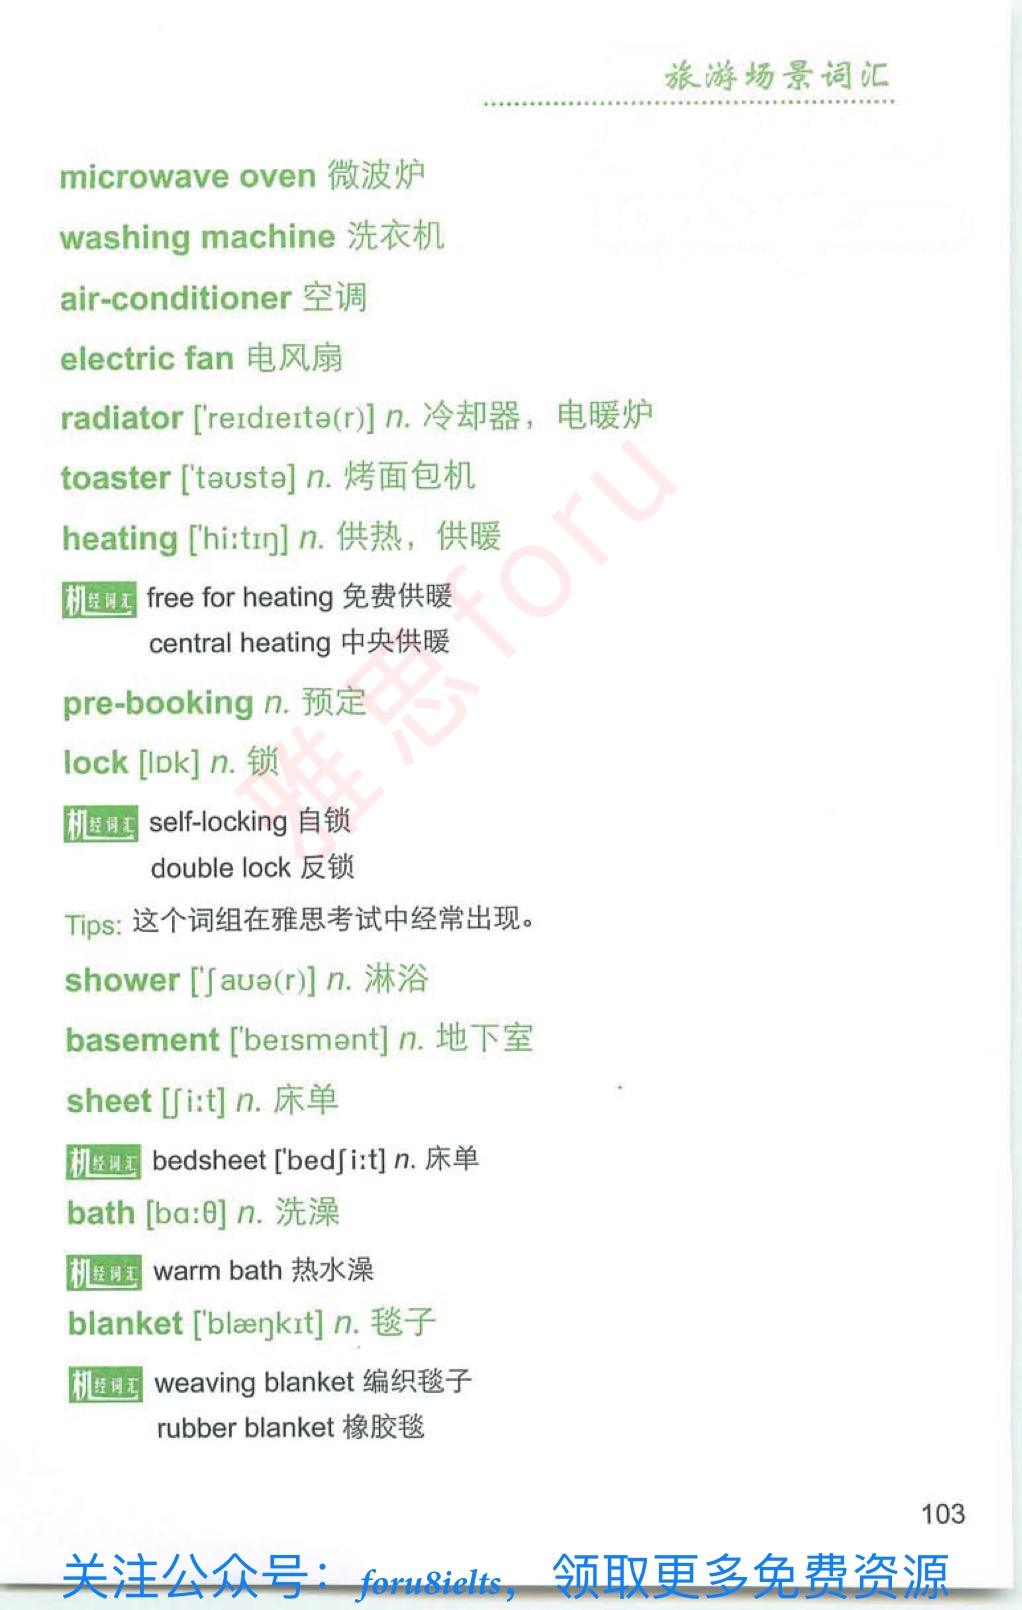 旅游场景词汇
microwave oven 微波炉
washing machine 洗衣机
air-conditioner 空调
electric fan 电风扇
radiator ['reɪdɪeɪtə(r)] n. 冷却器，电暖炉
toaster ['təʊstə] n. 烤面包机
heating ['hiːtɪŋ] n. 供热，供暖
机经词汇 free for heating 免费供暖
central heating 中央供暖
pre-booking n. 预定
lock [lɒk] n. 锁
机经词汇 self-locking 自锁
double lock 反锁
Tips: 这个词组在雅思考试中经常出现。
shower ['ʃaʊə(r)] n. 淋浴
basement ['beɪsmənt] n. 地下室
sheet [ʃiːt] n. 床单
机经词汇 bedsheet ['bedʃiːt] n. 床单
bath [bɑːθ] n. 洗澡
机经词汇 warm bath 热水澡
blanket ['blæŋkɪt] n. 毯子
机经词汇 weaving blanket 编织毯子
rubber blanket 橡胶毯
雅思foru
103
关注公众号：foru8ielts，领取更多免费资源